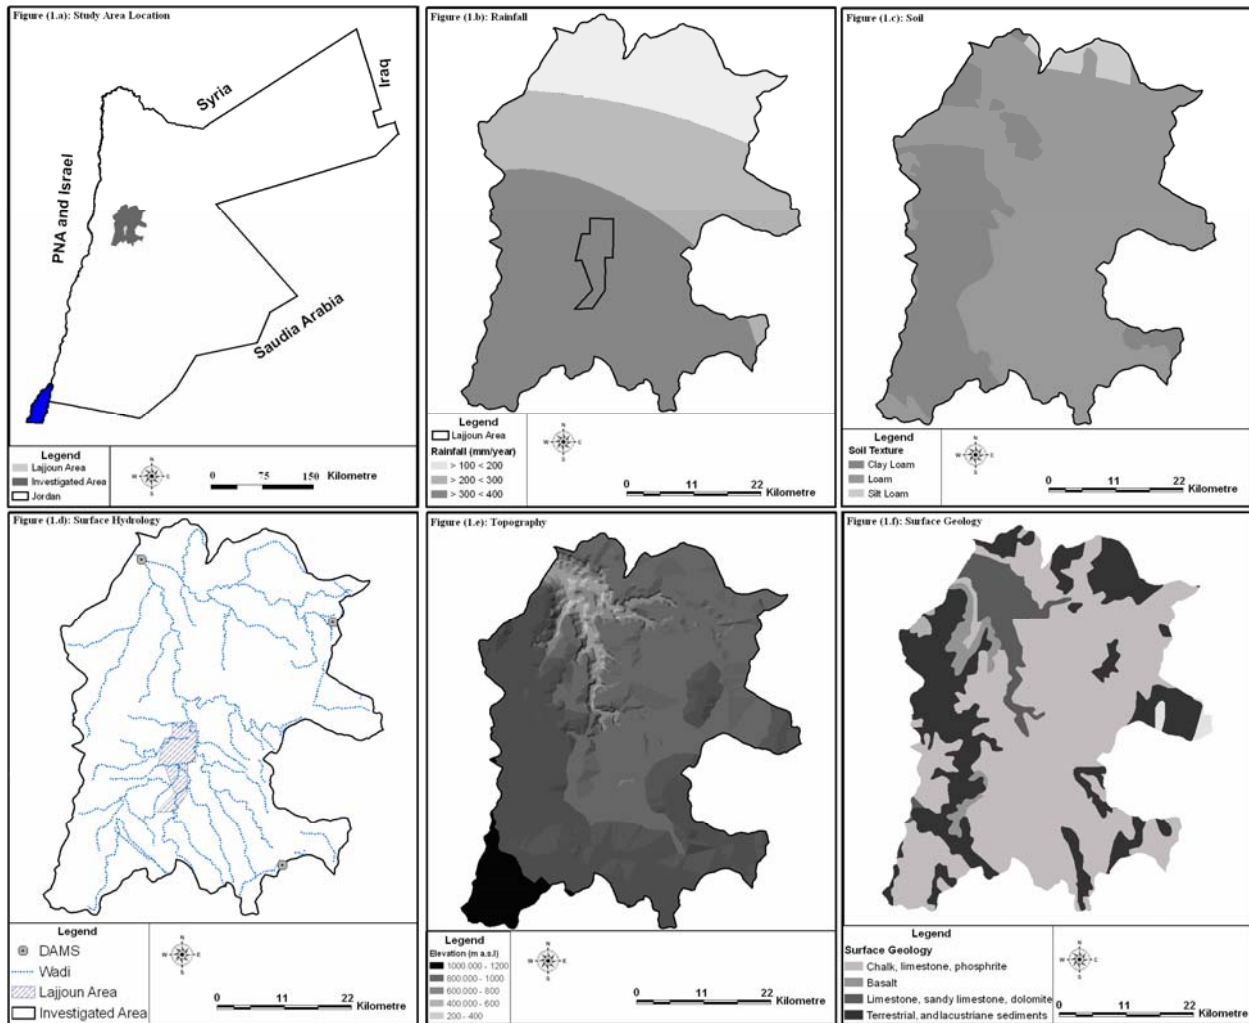 Figure (1.a): Study Area Location
Syria
Iraq
PNA and Israel
Saudia Arabia
Legend
Lajjoun Area
Investigated Area
Jordan
N
W E
S
0 75 150 Kilometre
Figure (1.b): Rainfall
Legend
Lajjoun Area
Rainfall (mm/year)
> 100 < 200
> 200 < 300
> 300 < 400
N
W E
S
0 11 22 Kilometre
Figure (1.c): Soil
Legend
Soil Texture
Clay Loam
Loam
Silt Loam
N
W E
S
0 11 22 Kilometre
Figure (1.d): Surface Hydrology
Legend
DAMS
Wadi
Lajjoun Area
Investigated Area
N
W E
S
0 11 22 Kilometre
Figure (1.e): Topography
Legend
Elevation (m a.s.l)
1000.000 - 1200
800.000 - 1000
600.000 - 800
400.000 - 600
200 - 400
N
W E
S
0 11 22 Kilometre
Figure (1.f): Surface Geology
Legend
Surface Geology
Chalk, limestone, phosphrite
Basalt
Limestone, sandy limestone, dolomite
Terrestrial, and lacustriane sediments
N
W E
S
0 11 22 Kilometre